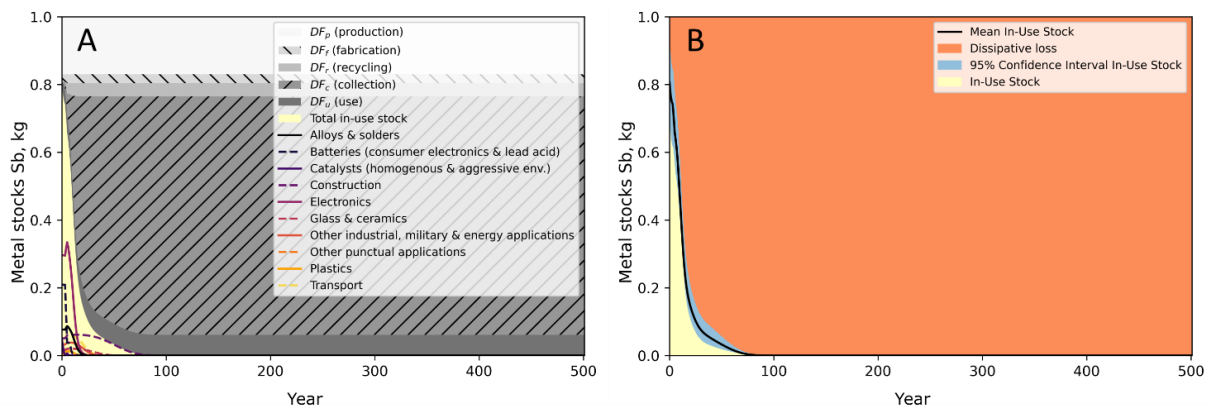 A
1.0
0.8
0.6
0.4
0.2
0.0
Metal stocks Sb, kg
0
100
200
300
400
500
Year
DFp (production)
DFf (fabrication)
DFr (recycling)
DFc (collection)
DFu (use)
Total in-use stock
Alloys & solders
Batteries (consumer electronics & lead acid)
Catalysts (homogenous & aggressive env.)
Construction
Electronics
Glass & ceramics
Other industrial, military & energy applications
Other punctual applications
Plastics
Transport
B
1.0
0.8
0.6
0.4
0.2
0.0
Metal stocks Sb, kg
0
100
200
300
400
500
Year
Mean In-Use Stock
Dissipative loss
95% Confidence Interval In-Use Stock
In-Use Stock